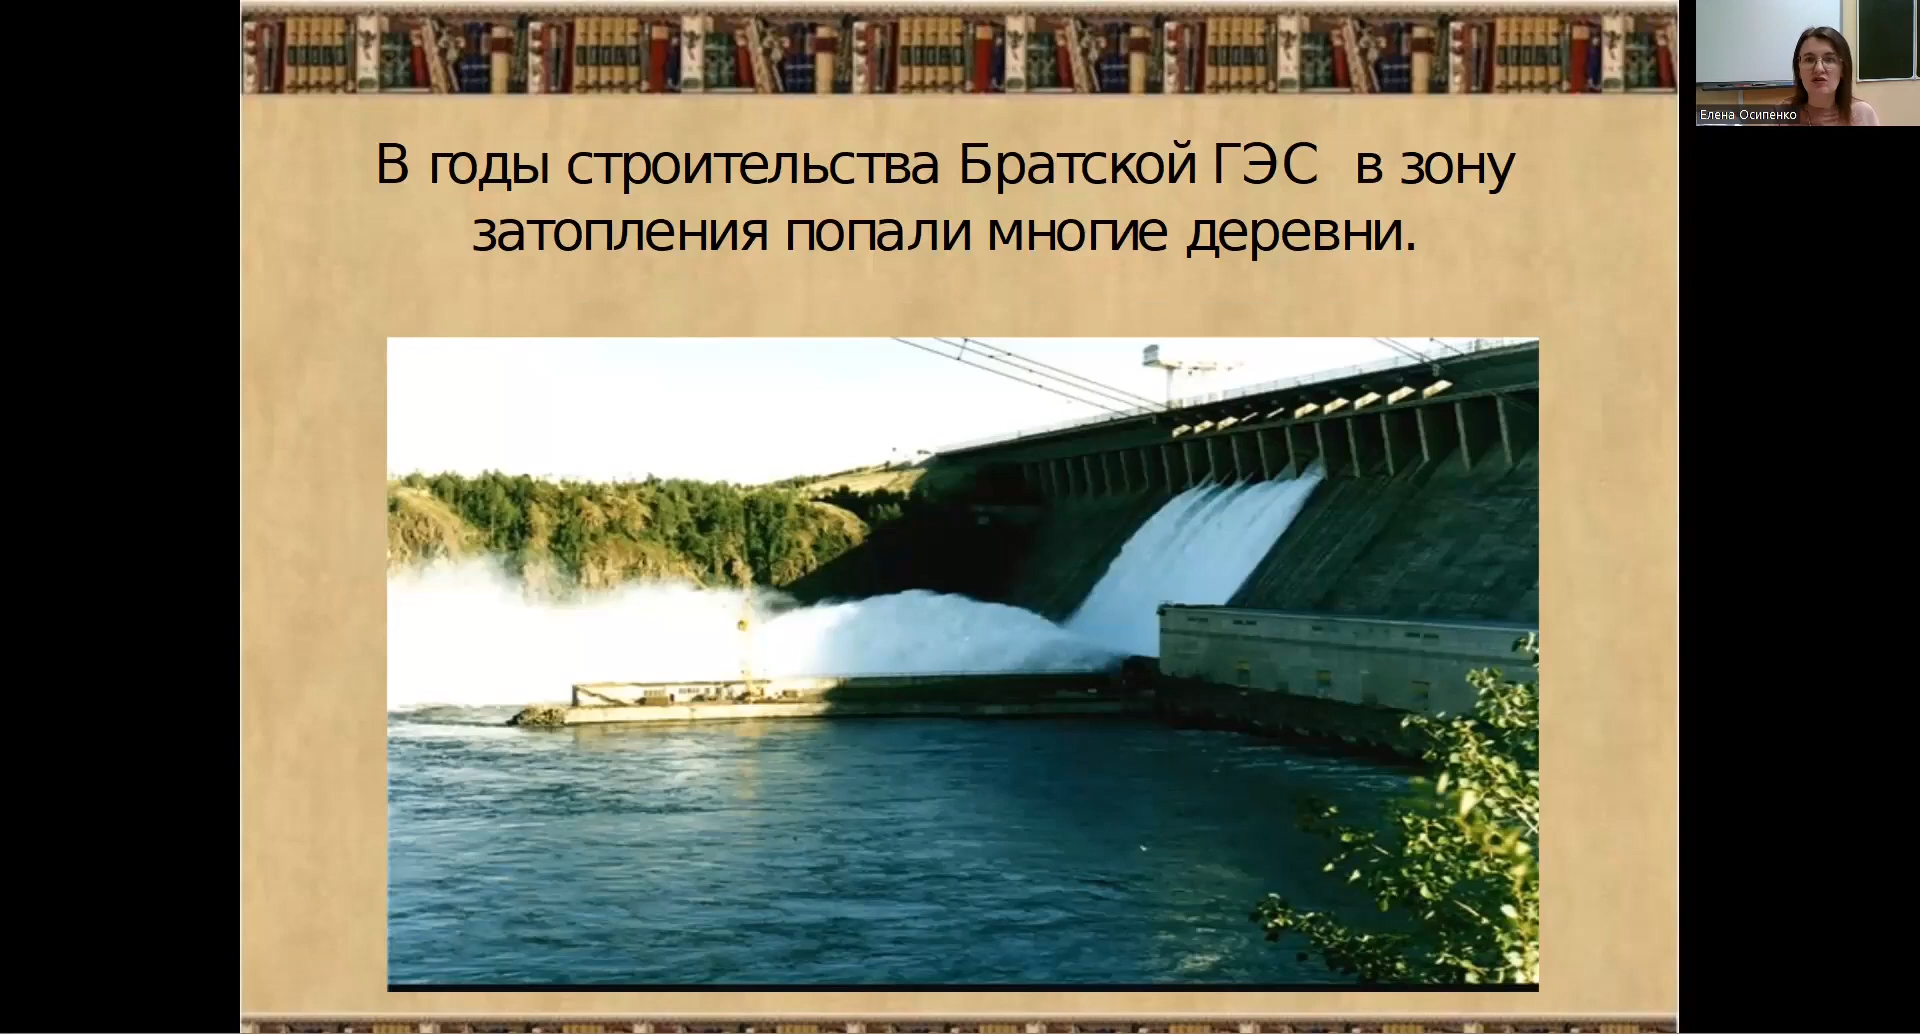 В годы строительства Братской ГЭС в зону
затопления попали многие деревни.
Елена Осипенко